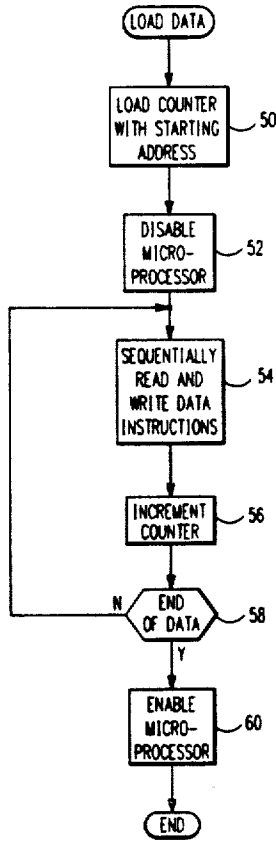 LOAD DATA
LOAD COUNTER
WITH STARTING
ADDRESS
50
DISABLE
MICRO-
PROCESSOR
52
SEQUENTIALLY
READ AND
WRITE DATA
INSTRUCTIONS
54
INCREMENT
COUNTER
56
N
END
OF DATA
58
Y
ENABLE
MICRO-
PROCESSOR
60
END